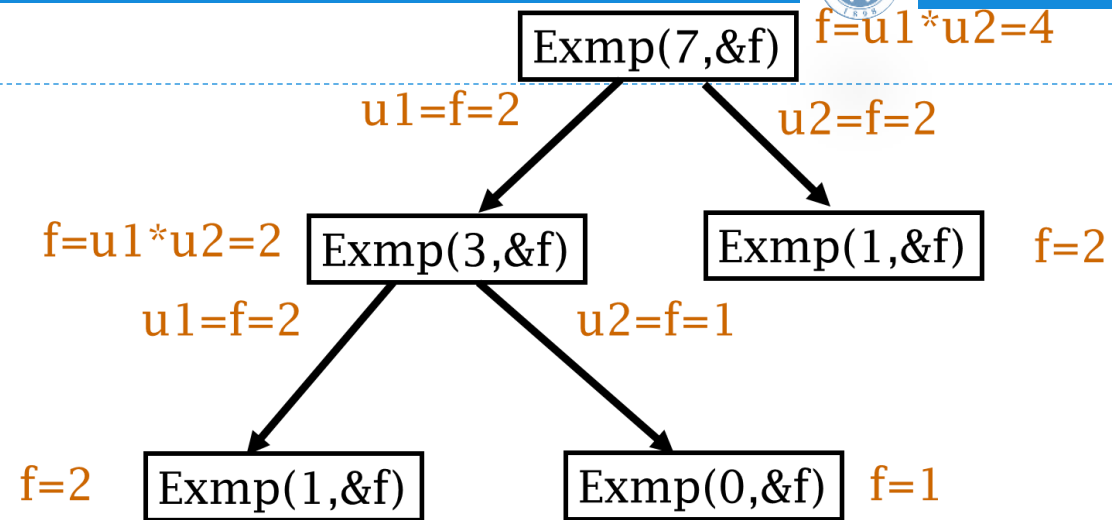 Exmp(7,&f)
f=u1*u2=4
u1=f=2
u2=f=2
f=u1*u2=2
Exmp(3,&f)
Exmp(1,&f)
f=2
u1=f=2
u2=f=1
f=2
Exmp(1,&f)
Exmp(0,&f)
f=1
1898